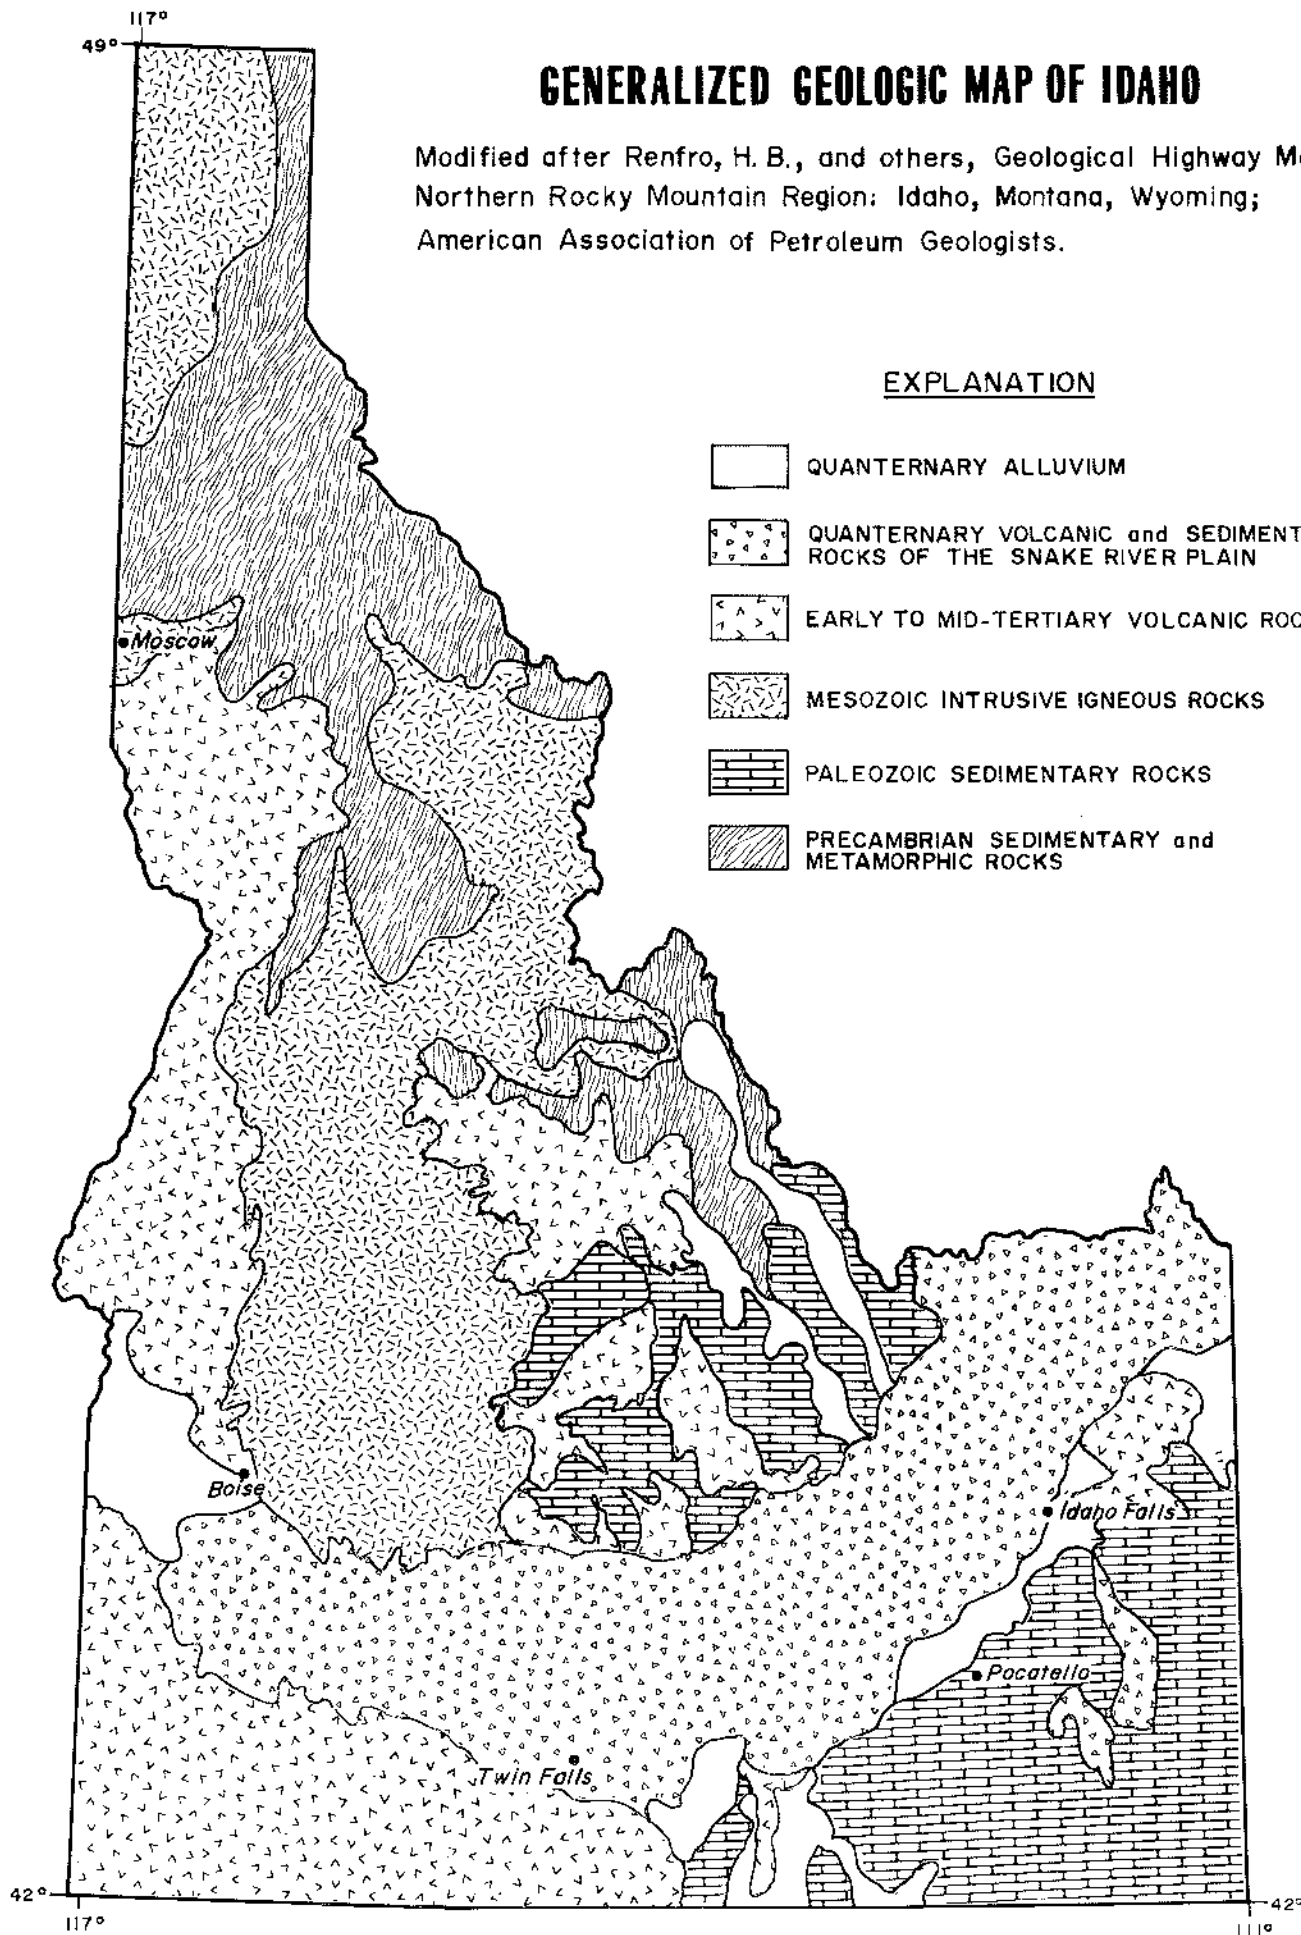 117°
49°
GENERALIZED GEOLOGIC MAP OF IDAHO
Modified after Renfro, H. B., and others, Geological Highway
Northern Rocky Mountain Region: Idaho, Montana, Wyoming;
American Association of Petroleum Geologists.
EXPLANATION
QUANTERNARY ALLUVIUM
QUANTERNARY VOLCANIC and SEDIMENT
ROCKS OF THE SNAKE RIVER PLAIN
EARLY TO MID-TERTIARY VOLCANIC ROC
MESOZOIC INTRUSIVE IGNEOUS ROCKS
PALEOZOIC SEDIMENTARY ROCKS
PRECAMBRIAN SEDIMENTARY and
METAMORPHIC ROCKS
Moscow
Boise
Idaho Falls
Pocatello
Twin Falls
42°
42°
117°
111°